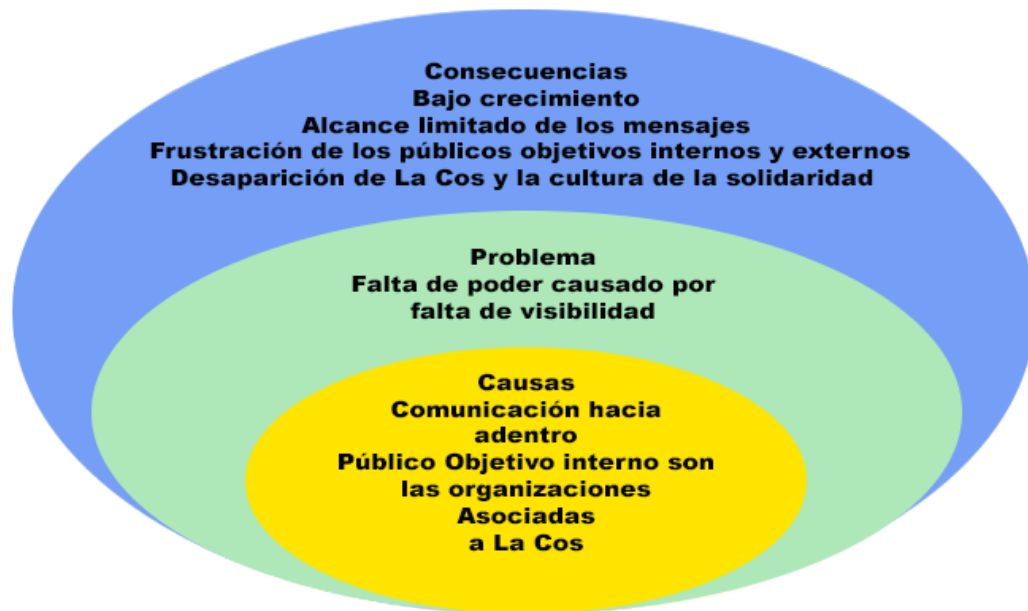 Consecuencias
Bajo crecimiento
Alcance limitado de los mensajes
Frustración de los públicos objetivos internos y externos
Desaparición de La Cos y la cultura de la solidaridad
Problema
Falta de poder causado por
falta de visibilidad
Causas
Comunicación hacia
adentro
Público Objetivo interno son
las organizaciones
Asociadas
a La Cos